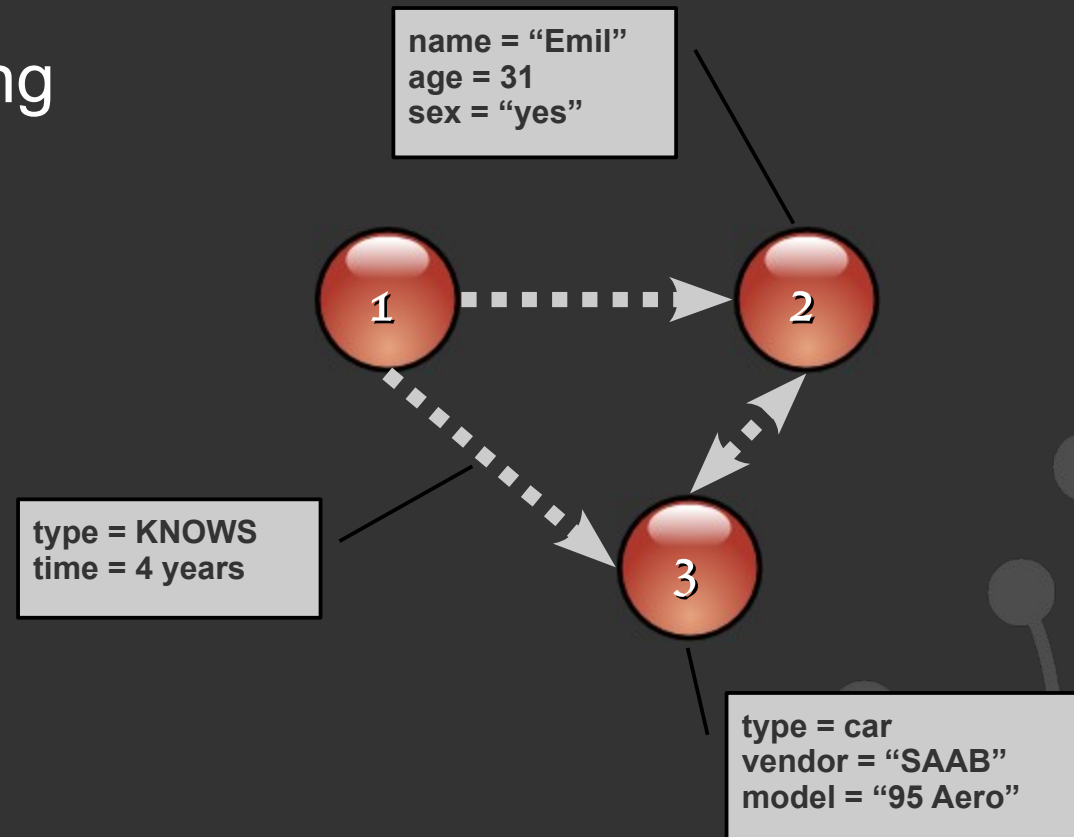 ng
name = “Emil”
age = 31
sex = “yes”
1
2
type = KNOWS
time = 4 years
3
type = car
vendor = “SAAB”
model = “95 Aero”